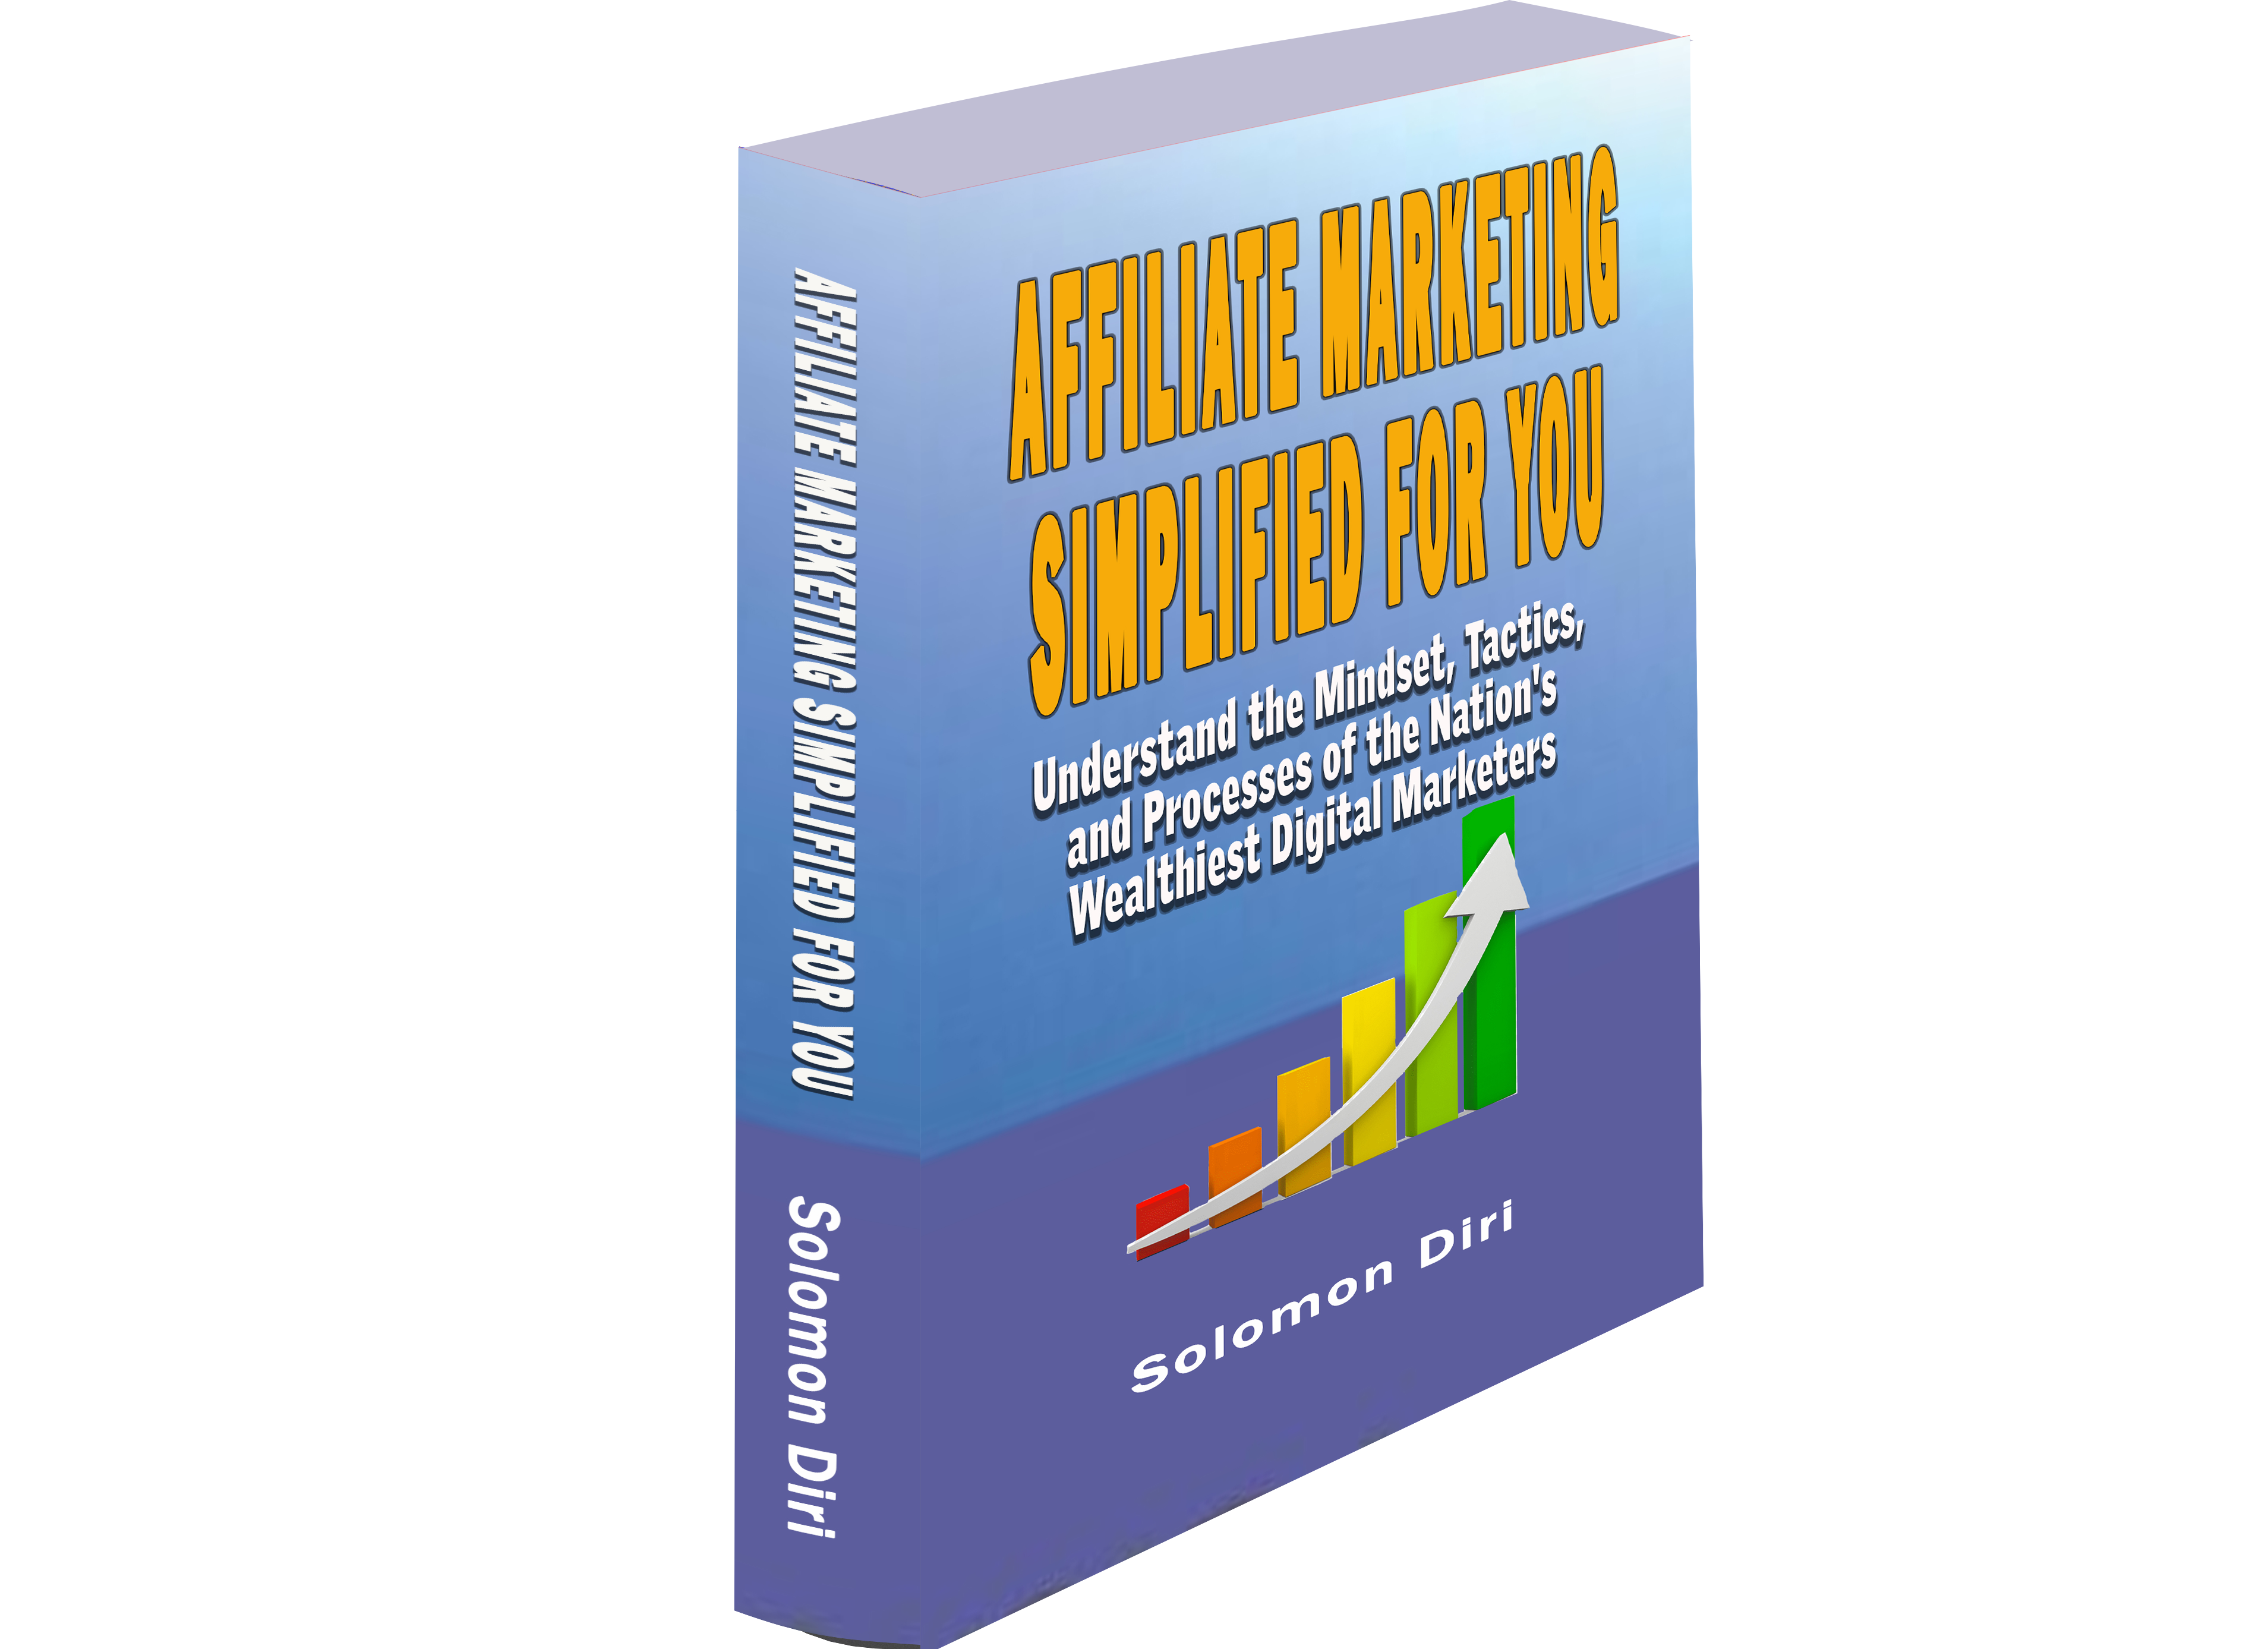 AFFILIATE MARKETING SIMPLIFIED FOR YOU
Solomon Diri
AFFILIATE MARKETING
SIMPLIFIED FOR YOU
Understand the Mindset, Tactics,
and Processes of the Nation's
Wealthiest Digital Marketers
Solomon Diri